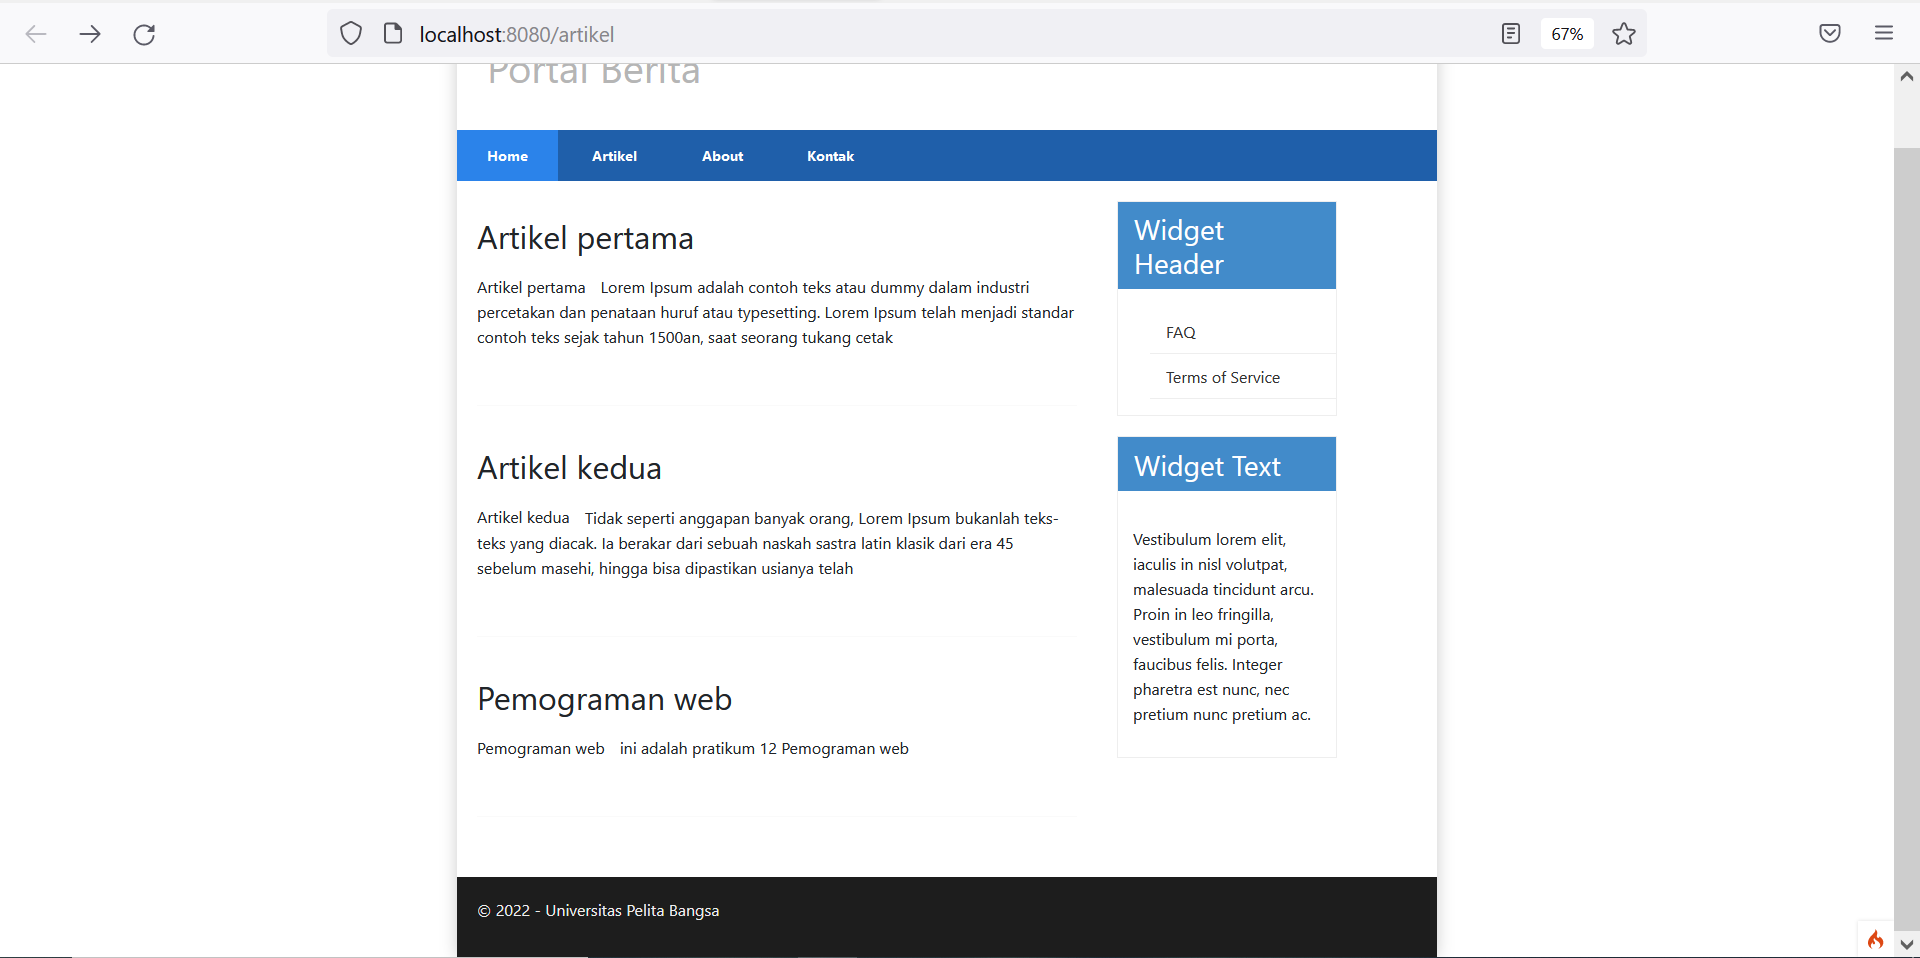 localhost:8080/artikel
67%
Portal Berita
Home
Artikel
About
Kontak
Artikel pertama
Artikel pertama Lorem Ipsum adalah contoh teks atau dummy dalam industri
percetakan dan penataan huruf atau typesetting. Lorem Ipsum telah menjadi standar
contoh teks sejak tahun 1500an, saat seorang tukang cetak
Artikel kedua
Artikel kedua Tidak seperti anggapan banyak orang, Lorem Ipsum bukanlah teks-
teks yang diacak. Ia berakar dari sebuah naskah sastra latin klasik dari era 45
sebelum masehi, hingga bisa dipastikan usianya telah
Pemograman web
Pemograman web ini adalah pratikum 12 Pemograman web
Widget
Header
FAQ
Terms of Service
Widget Text
Vestibulum lorem elit,
iaculis in nisl volutpat,
malesuada tincidunt arcu.
Proin in leo fringilla,
vestibulum mi porta,
faucibus felis. Integer
pharetra est nunc, nec
pretium nunc pretium ac.
© 2022 - Universitas Pelita Bangsa